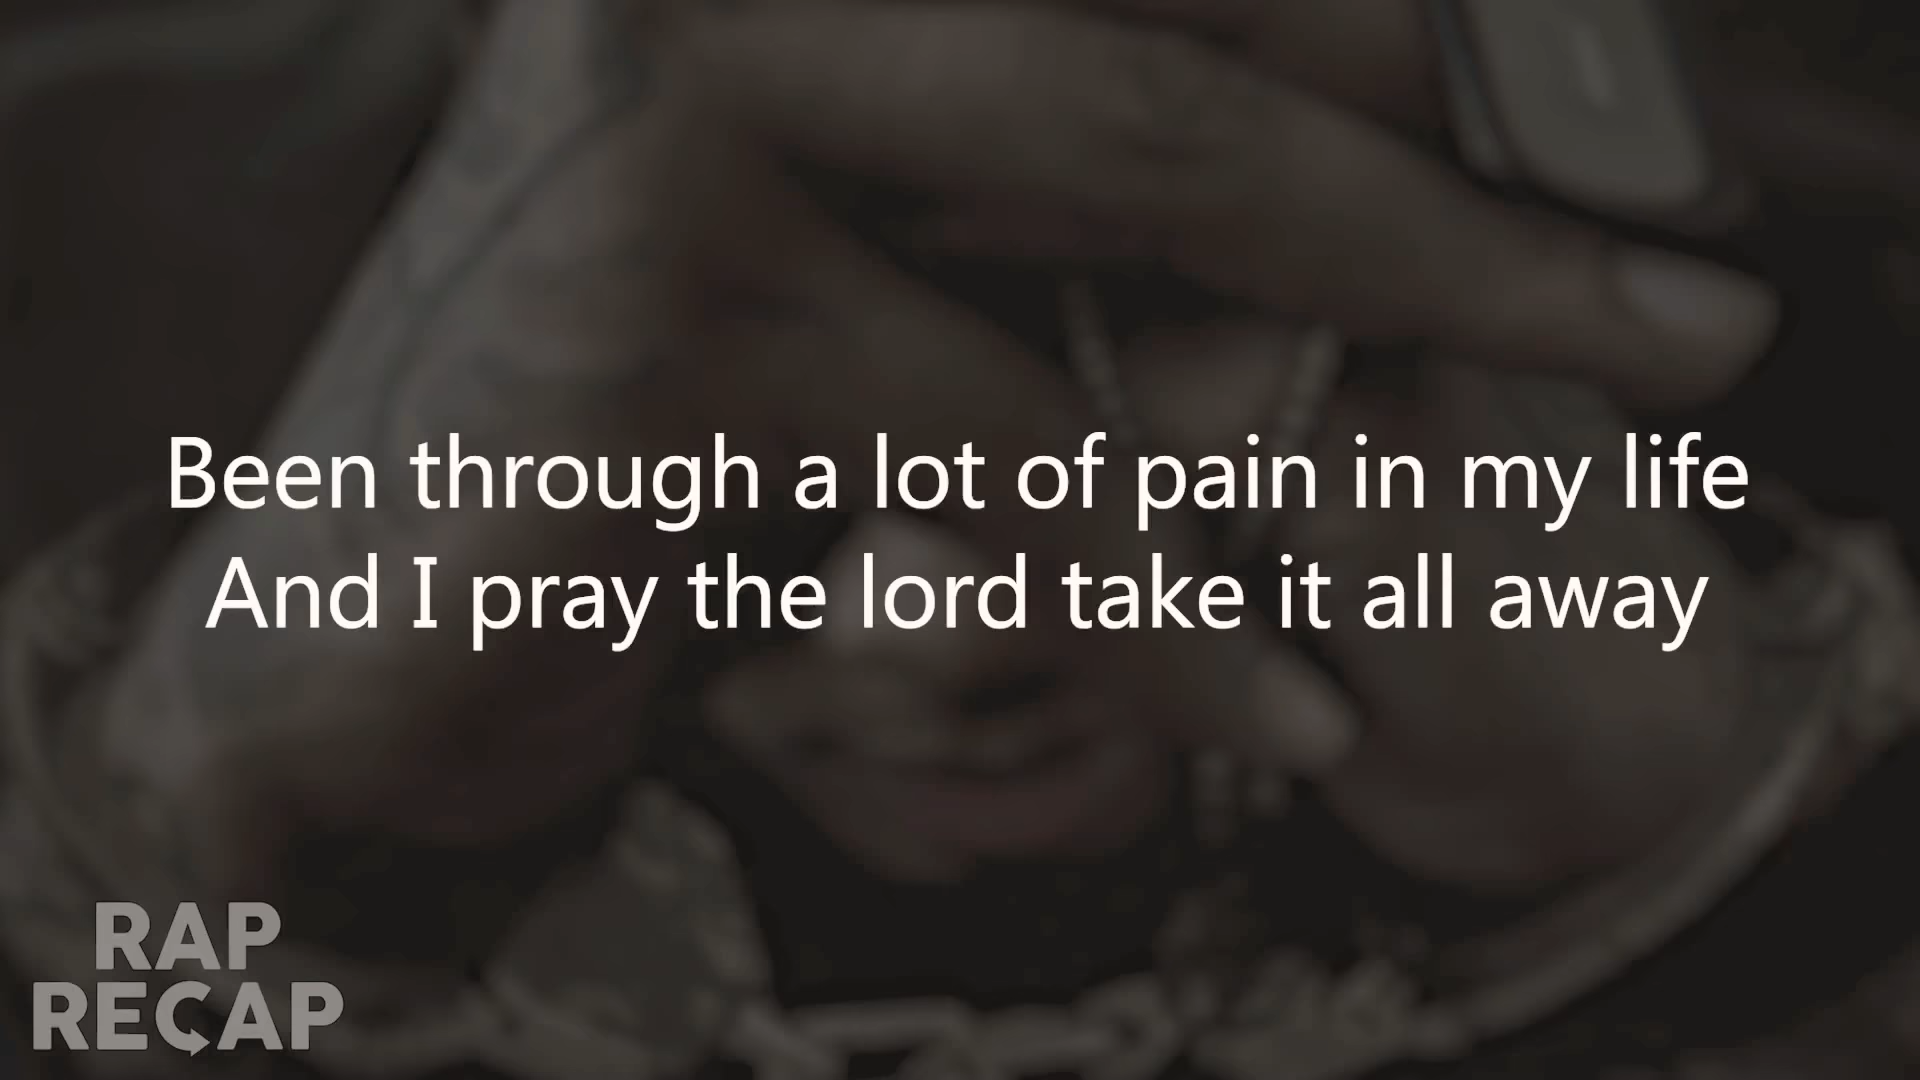 Been through a lot of pain in my life
And I pray the lord take it all away
RAP
RECAP